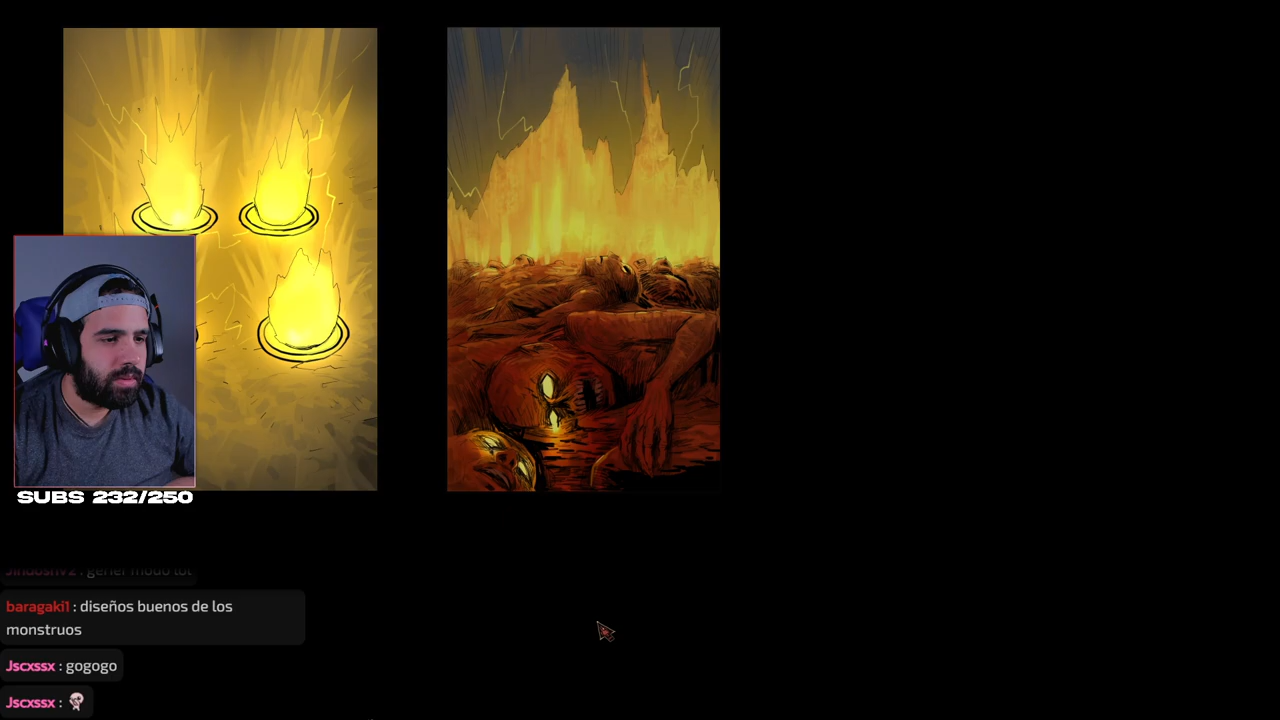 SUBS 232/250
baragaki1 : diseños buenos de los
monstruos
Jscxssx : gogogo
Jscxssx :